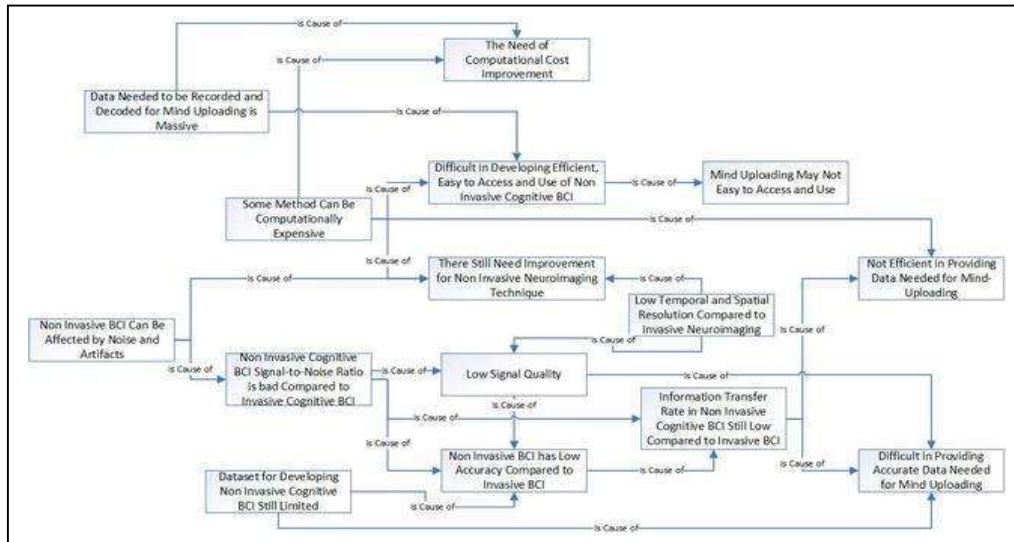 Is Cause of
The Need of
Computational Cost
Improvement
Is Cause of
Data Needed to be Recorded and
Decoded for Mind Uploading is
Massive
Is Cause of
Difficult in Developing Efficient,
Easy to Access and Use of Non
Invasive Cognitive BCI
Is Cause of
Mind Uploading May Not
Easy to Access and Use
Is Cause of
Some Method Can Be
Computationally
Expensive
Is Cause of
There Still Need Improvement
for Non Invasive Neuroimaging
Technique
Is Cause of
Is Cause of
Is Cause of
Not Efficient in Providing
Data Needed for Mind-
Uploading
Low Temporal and Spatial
Resolution Compared to
Invasive Neuroimaging
Is Cause of
Non Invasive BCI Can Be
Affected by Noise and
Artifacts
Is Cause of
Is Cause of
Non Invasive Cognitive
BCI Signal-to-Noise Ratio
is bad Compared to
Invasive Cognitive BCI
Is Cause of
Low Signal Quality
Is Cause of
Is Cause of
Information Transfer
Rate in Non Invasive
Cognitive BCI Still Low
Compared to Invasive BCI
Is Cause of
Is Cause of
Is Cause of
Non Invasive BCI has Low
Accuracy Compared to
Invasive BCI
Is Cause of
Is Cause of
Difficult in Providing
Accurate Data Needed
for Mind Uploading
Dataset for Developing
Non Invasive Cognitive
BCI Still Limited
Is Cause of
Is Cause of